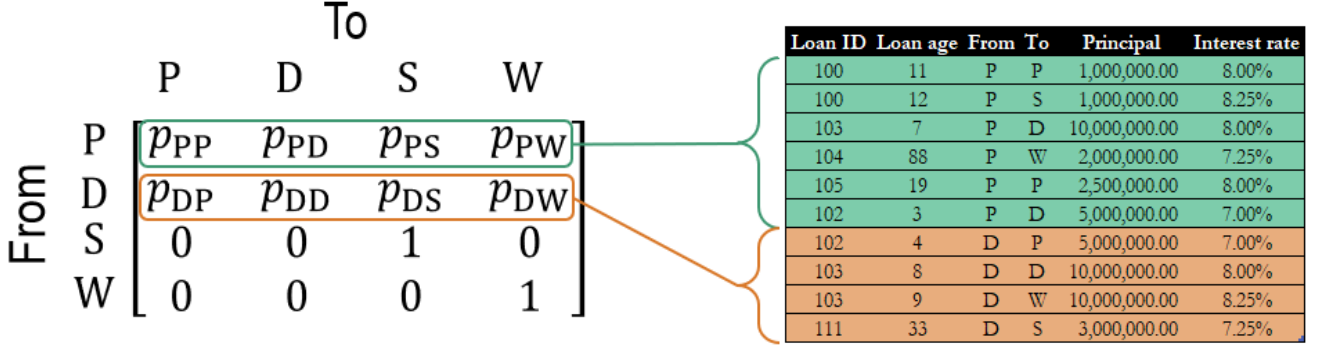 To
P D S W
From
P p_PP p_PD p_PS p_PW
D p_DP p_DD p_DS p_DW
S 0 0 1 0
W 0 0 0 1
Loan ID Loan age From To Principal Interest rate
100 11 P P 1,000,000.00 8.00%
100 12 P S 1,000,000.00 8.25%
103 7 P D 10,000,000.00 8.00%
104 88 P W 2,000,000.00 7.25%
105 19 P P 2,500,000.00 8.00%
102 3 P D 5,000,000.00 7.00%
102 4 D P 5,000,000.00 7.00%
103 8 D D 10,000,000.00 8.00%
103 9 D W 10,000,000.00 8.25%
111 33 D S 3,000,000.00 7.25%